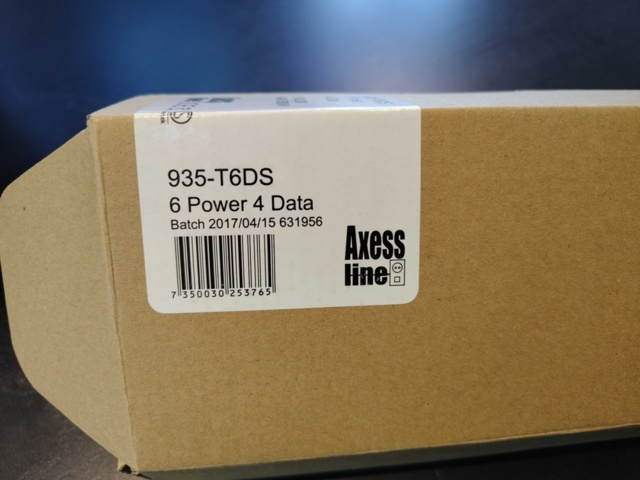 935-T6DS
6 Power 4 Data
Batch 2017/04/15 631956
7 350030 253765
Axess
line